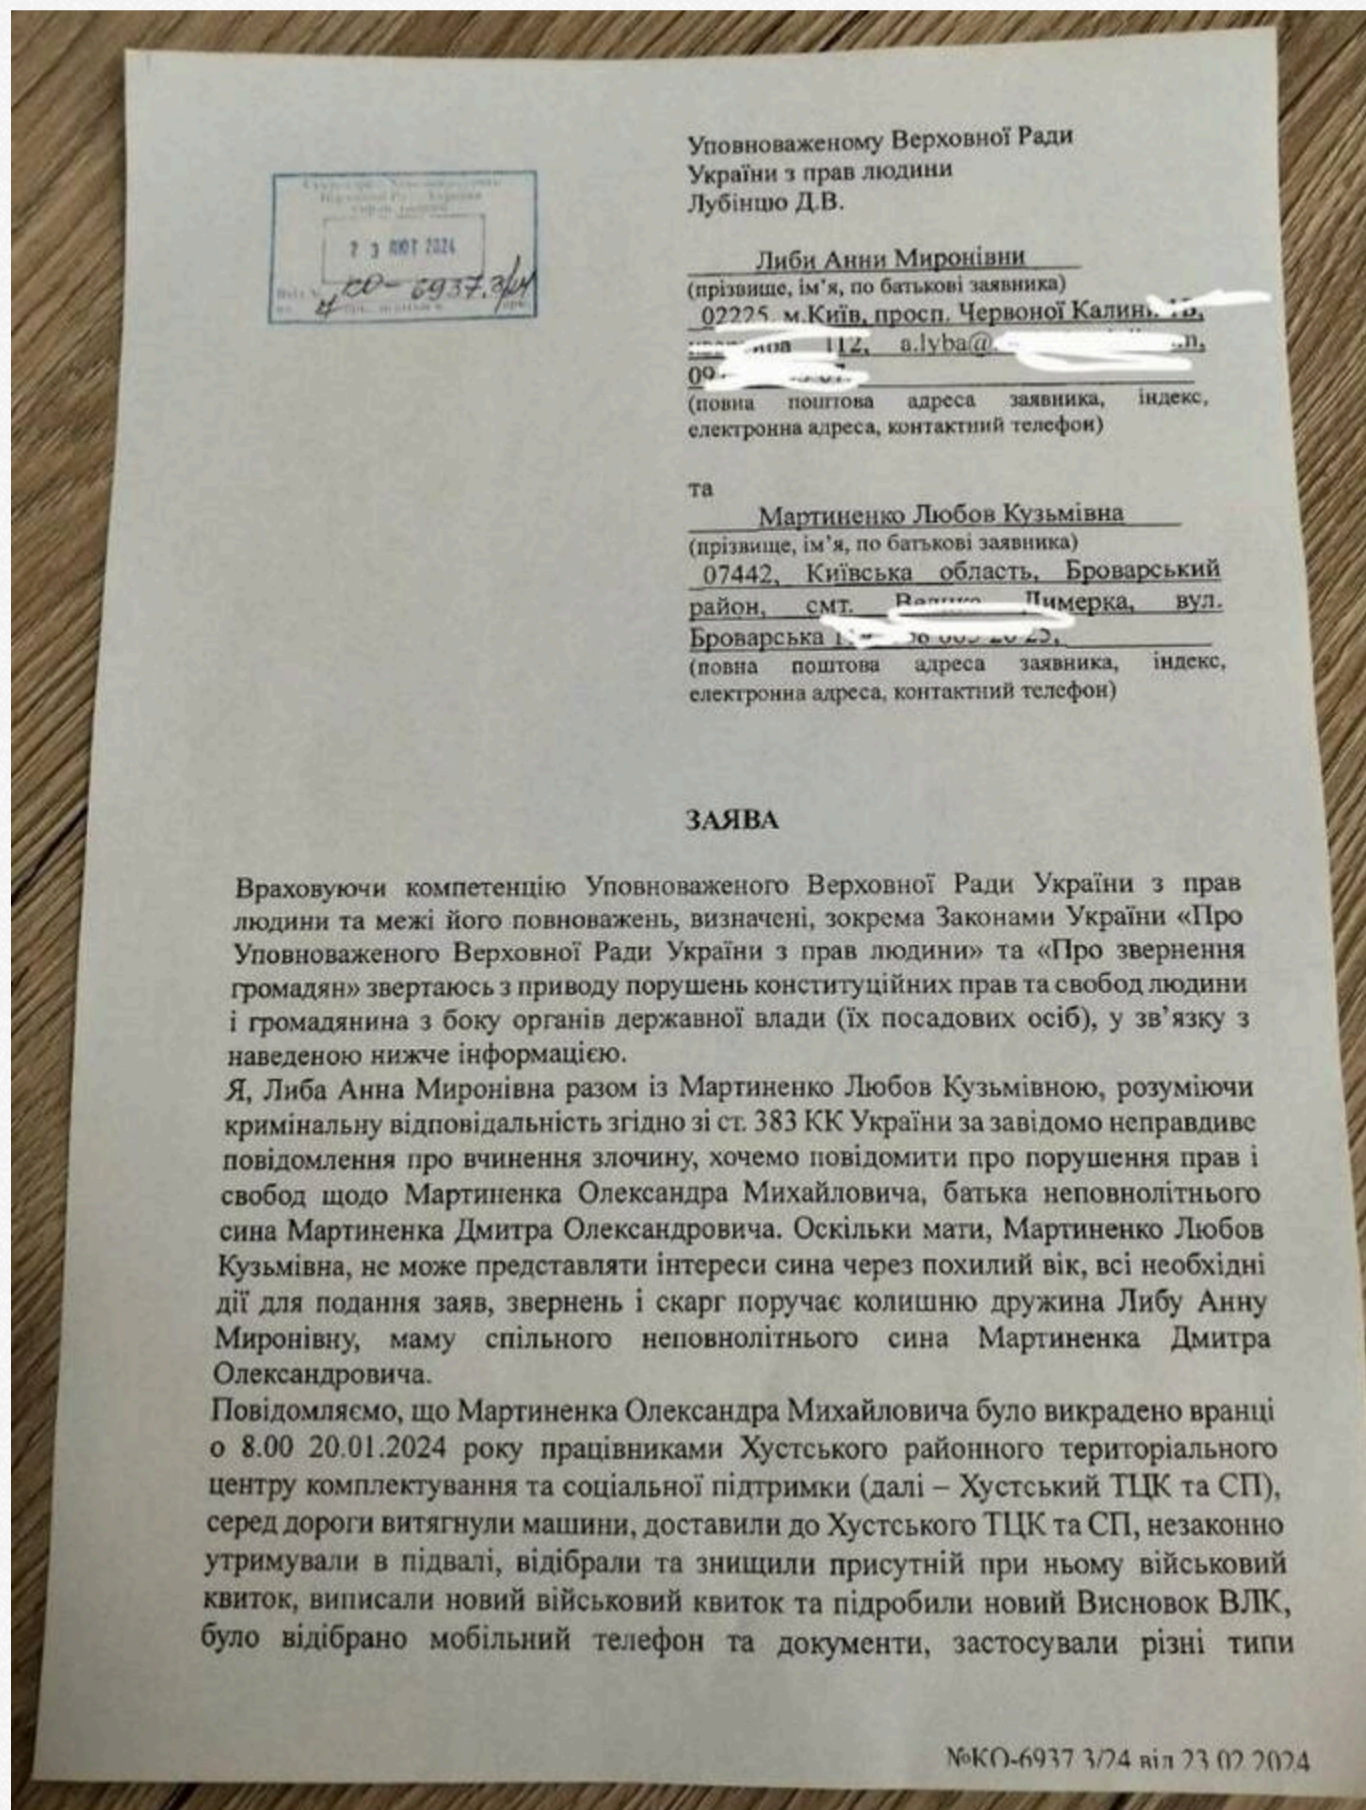 Уповноваженому Верховної Ради
України з прав людини
Лубінцю Д.В.
23 ЛЮТ 2024
КО-6937.3/24
Либи Анни Миронівни
(прізвище, ім’я, по батькові заявника)
02225, м.Київ, просп. Червоної Калини
112, a.lyba@
09
(повна поштова адреса заявника, індекс,
електронна адреса, контактний телефон)
та
Мартиненко Любов Кузьмівна
(прізвище, ім’я, по батькові заявника)
07442, Київська область, Броварський
район, смт. Димерка, вул.
Броварська
(повна поштова адреса заявника, індекс,
електронна адреса, контактний телефон)
ЗАЯВА
Враховуючи компетенцію Уповноваженого Верховної Ради України з прав
людини та межі його повноважень, визначені, зокрема Законами України «Про
Уповноваженого Верховної Ради України з прав людини» та «Про звернення
громадян» звертаюсь з приводу порушень конституційних прав та свобод людини
і громадянина з боку органів державної влади (їх посадових осіб), у зв’язку з
наведеною нижче інформацією.
Я, Либа Анна Миронівна разом із Мартиненко Любов Кузьмівною, розуміючи
кримінальну відповідальність згідно зі ст. 383 КК України за завідомо неправдиве
повідомлення про вчинення злочину, хочемо повідомити про порушення прав і
свобод щодо Мартиненка Олександра Михайловича, батька неповнолітнього
сина Мартиненка Дмитра Олександровича. Оскільки мати, Мартиненко Любов
Кузьмівна, не може представляти інтереси сина через похилий вік, всі необхідні
дії для подання заяв, звернень і скарг поручає колишню дружина Либу Анну
Миронівну, маму спільного неповнолітнього сина Мартиненка Дмитра
Олександровича.
Повідомляємо, що Мартиненка Олександра Михайловича було викрадено вранці
о 8.00 20.01.2024 року працівниками Хустського районного територіального
центру комплектування та соціальної підтримки (далі – Хустський ТЦК та СП),
серед дороги витягнули машини, доставили до Хустського ТЦК та СП, незаконно
утримували в підвалі, відібрали та знищили присутній при ньому військовий
квиток, виписали новий військовий квиток та підробили новий Висновок ВЛК,
було відібрано мобільний телефон та документи, застосували різні типи
№КО-6937.3/24 від 23.02.2024